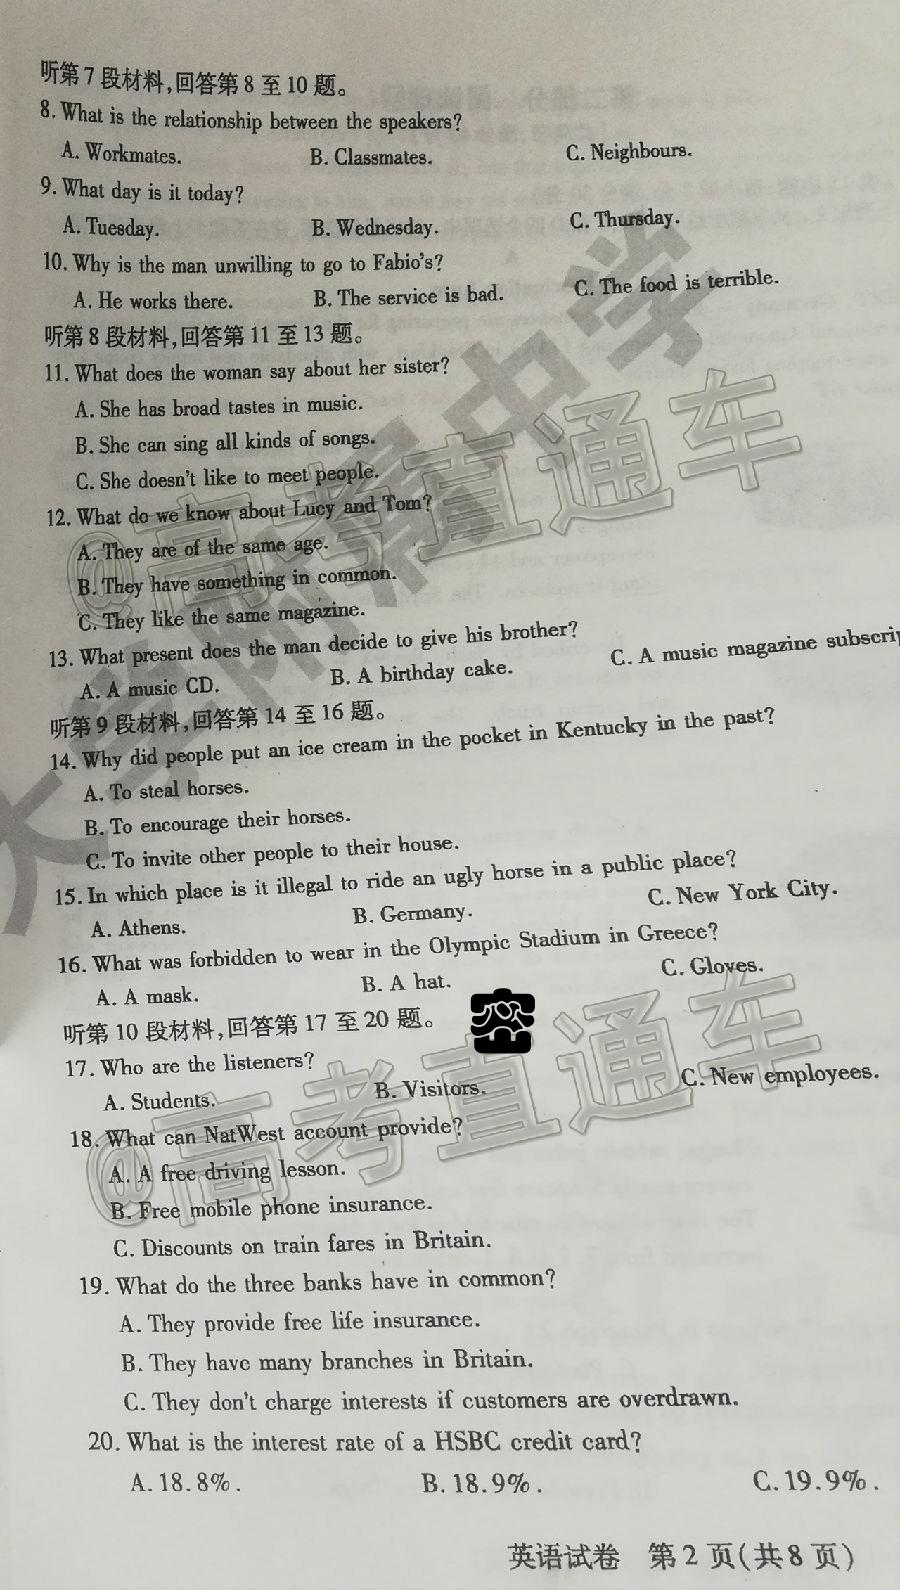 听第7段材料,回答第8至10题。
8. What is the relationship between the speakers?
A. Workmates. B. Classmates. C. Neighbours.
9. What day is it today?
A. Tuesday. B. Wednesday. C. Thursday.
10. Why is the man unwilling to go to Fabio's?
A. He works there. B. The service is bad. C. The food is terrible.
听第8段材料,回答第11至13题。
11. What does the woman say about her sister?
A. She has broad tastes in music.
B. She can sing all kinds of songs.
C. She doesn't like to meet people.
12. What do we know about Lucy and Tom?
A. They are of the same age.
B. They have something in common.
C. They like the same magazine.
13. What present does the man decide to give his brother?
A. A music CD. B. A birthday cake. C. A music magazine subscrip
听第9段材料,回答第14至16题。
14. Why did people put an ice cream in the pocket in Kentucky in the past?
A. To steal horses.
B. To encourage their horses.
C. To invite other people to their house.
15. In which place is it illegal to ride an ugly horse in a public place?
A. Athens. B. Germany. C. New York City.
16. What was forbidden to wear in the Olympic Stadium in Greece?
A. A mask. B. A hat. C. Gloves.
听第10段材料,回答第17至20题。
17. Who are the listeners?
A. Students. B. Visitors. C. New employees.
18. What can NatWest account provide?
A. A free driving lesson.
B. Free mobile phone insurance.
C. Discounts on train fares in Britain.
19. What do the three banks have in common?
A. They provide free life insurance.
B. They have many branches in Britain.
C. They don't charge interests if customers are overdrawn.
20. What is the interest rate of a HSBC credit card?
A. 18.8%. B. 18.9%. C. 19.9%.
英语试卷 第2页(共8页)
@高考直通车
@高考直通车